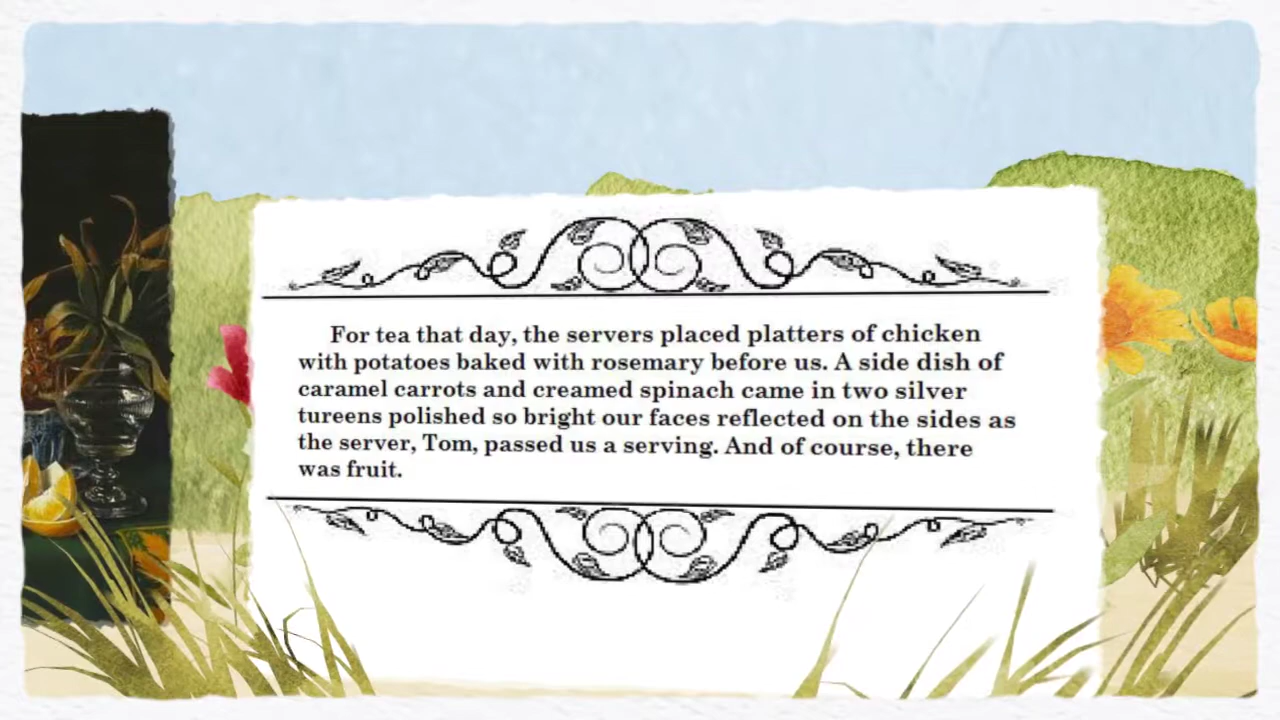 For tea that day, the servers placed platters of chicken
with potatoes baked with rosemary before us. A side dish of
caramel carrots and creamed spinach came in two silver
tureens polished so bright our faces reflected on the sides as
the server, Tom, passed us a serving. And of course, there
was fruit.